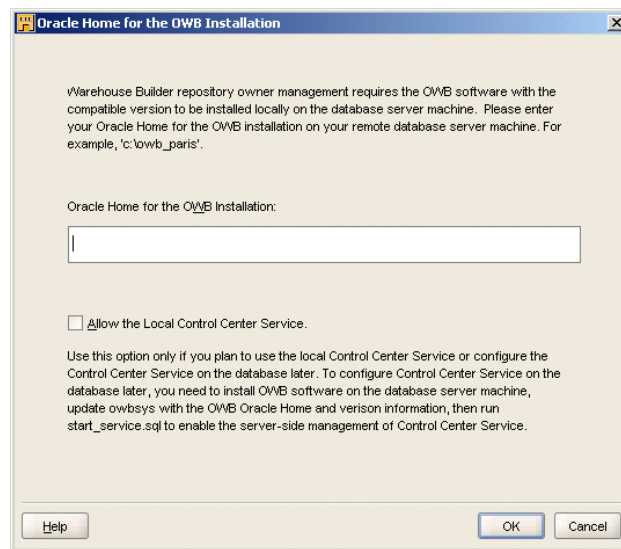 Oracle Home for the OWB Installation
Warehouse Builder repository owner management requires the OWB software with the
compatible version to be installed locally on the database server machine. Please enter
your Oracle Home for the OWB installation on your remote database server machine. For
example, 'c:\owb_paris'.
Oracle Home for the OWB Installation:
Allow the Local Control Center Service.
Use this option only if you plan to use the local Control Center Service or configure the
Control Center Service on the database later. To configure Control Center Service on the
database later, you need to install OWB software on the database server machine,
update owbsys with the OWB Oracle Home and verison information, then run
start_service.sql to enable the server-side management of Control Center Service.
Help
OK
Cancel